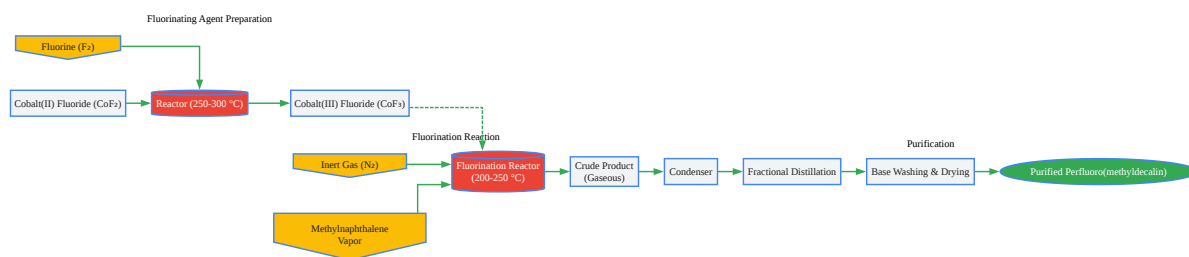 Fluorinating Agent Preparation
Fluorine (F₂)
Cobalt(II) Fluoride (CoF₂)
Reactor (250-300 °C)
Cobalt(III) Fluoride (CoF₃)
Fluorination Reaction
Purification
Inert Gas (N₂)
Fluorination Reactor
(200-250 °C)
Crude Product
(Gaseous)
Condenser
Fractional Distillation
Base Washing & Drying
Purified Perfluoro(methyldecalin)
Methylnaphthalene
Vapor